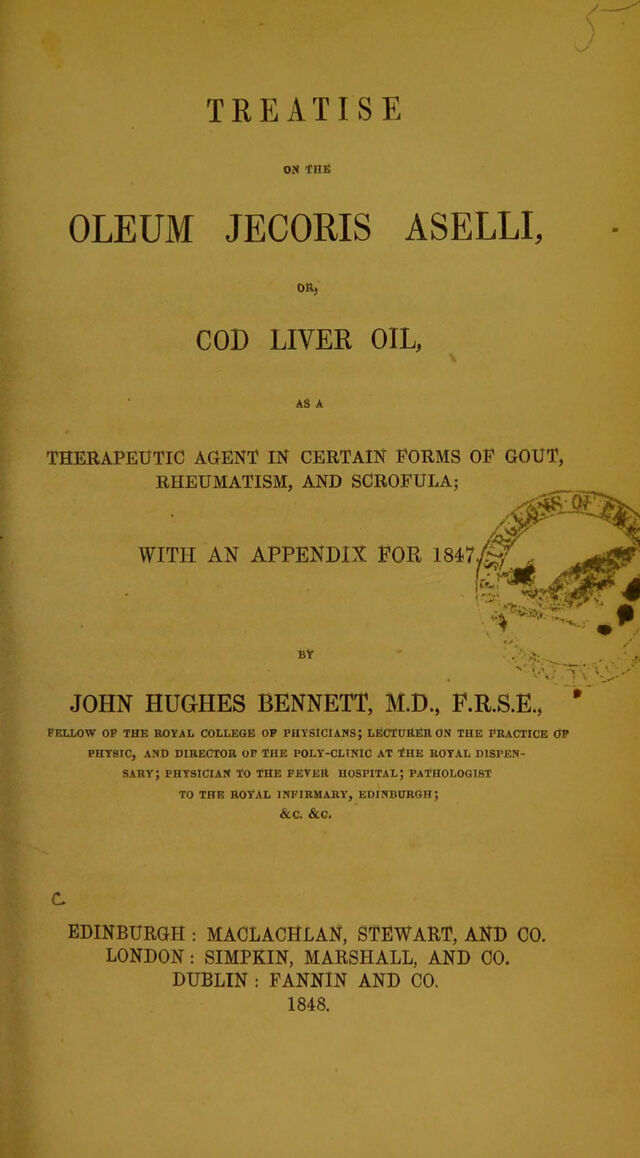 5
TREATISE
ON THE
OLEUM JECORIS ASELLI,
OR,
COD LIVER OIL,
AS A
THERAPEUTIC AGENT IN CERTAIN FORMS OF GOUT,
RHEUMATISM, AND SCROFULA;
WITH AN APPENDIX FOR 1847.
BY
JOHN HUGHES BENNETT, M.D., F.R.S.E.,
FELLOW OF THE ROYAL COLLEGE OF PHYSICIANS; LECTURER ON THE PRACTICE OF
PHYSIC, AND DIRECTOR OF THE POLY-CLINIC AT THE ROYAL DISPEN-
SARY; PHYSICIAN TO THE FEVER HOSPITAL; PATHOLOGIST
TO THE ROYAL INFIRMARY, EDINBURGH;
&C. &C.
EDINBURGH : MACLACHLAN, STEWART, AND CO.
LONDON : SIMPKIN, MARSHALL, AND CO.
DUBLIN : FANNIN AND CO.
1848.